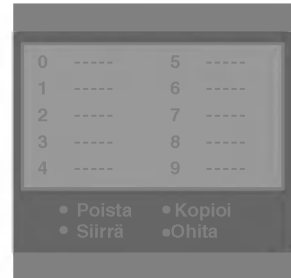 0 ----- 5 -----
1 ----- 6 -----
2 ----- 7 -----
3 ----- 8 -----
4 ----- 9 -----
• Poista • Kopioi
• Siirrä •Ohita